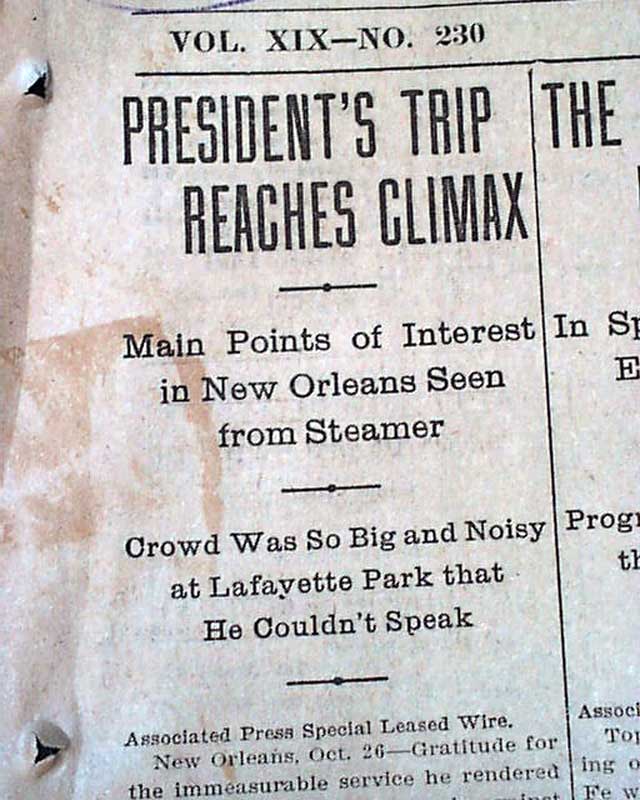 VOL. XIX—NO. 230
PRESIDENT'S TRIP
REACHES CLIMAX
Main Points of Interest
in New Orleans Seen
from Steamer
Crowd Was So Big and Noisy
at Lafayette Park that
He Couldn't Speak
Associated Press Special Leased Wire.
New Orleans, Oct. 26—Gratitude for
the immeasurable service he rendered
THE
In Sp
E
Progr
th
Associ
Top
ing o
Fe w